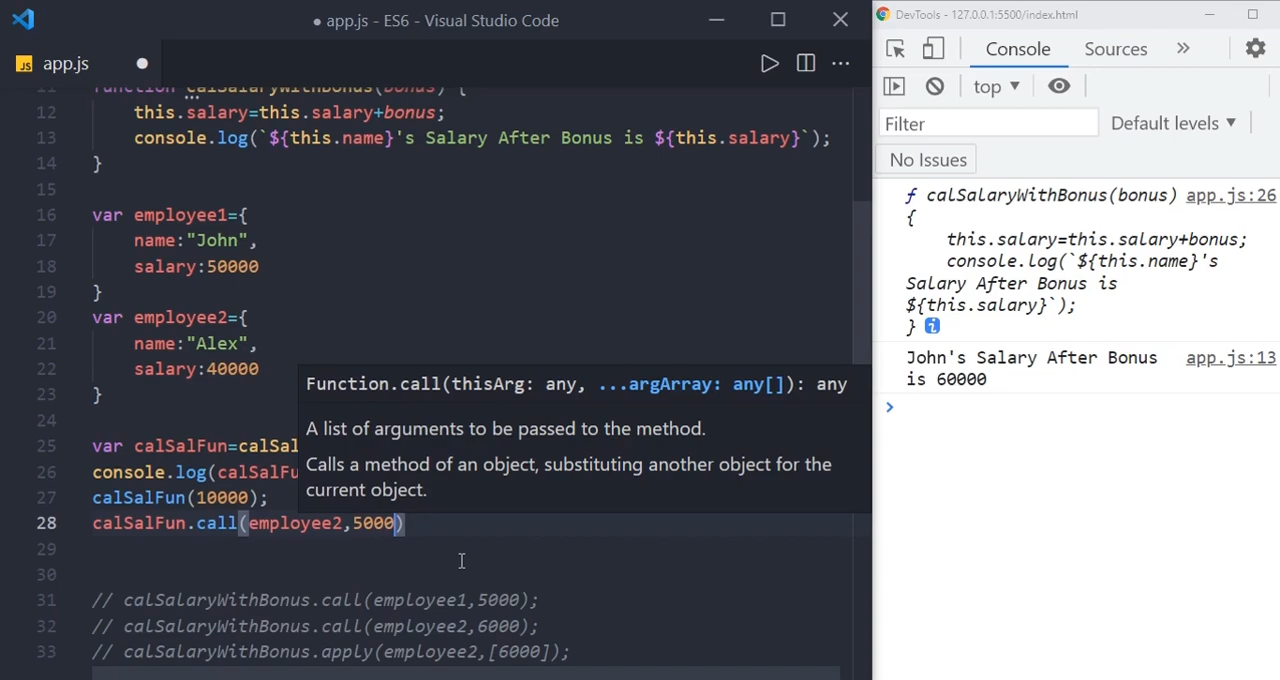 ● app.js - ES6 - Visual Studio Code
JS app.js ●
11 function calSalaryWithBonus(bonus) {
12 this.salary=this.salary+bonus;
13 console.log(`${this.name}'s Salary After Bonus is ${this.salary}`);
14 }
15
16 var employee1={
17 name:"John",
18 salary:50000
19 }
20 var employee2={
21 name:"Alex",
22 salary:40000
23 }
24
25 var calSalFun=calSal
26 console.log(calSalFu
27 calSalFun(10000);
28 calSalFun.call(employee2,5000)
29
30
31 // calSalaryWithBonus.call(employee1,5000);
32 // calSalaryWithBonus.call(employee2,6000);
33 // calSalaryWithBonus.apply(employee2,[6000]);
Function.call(thisArg: any, ...argArray: any[]): any
A list of arguments to be passed to the method.
Calls a method of an object, substituting another object for the
current object.
DevTools - 127.0.0.1:5500/index.html
Console Sources »
top ▼
Filter Default levels ▼
No Issues
ƒ calSalaryWithBonus(bonus) app.js:26
{
this.salary=this.salary+bonus;
console.log(`${this.name}'s
Salary After Bonus is
${this.salary}`);
} i
John's Salary After Bonus app.js:13
is 60000
>